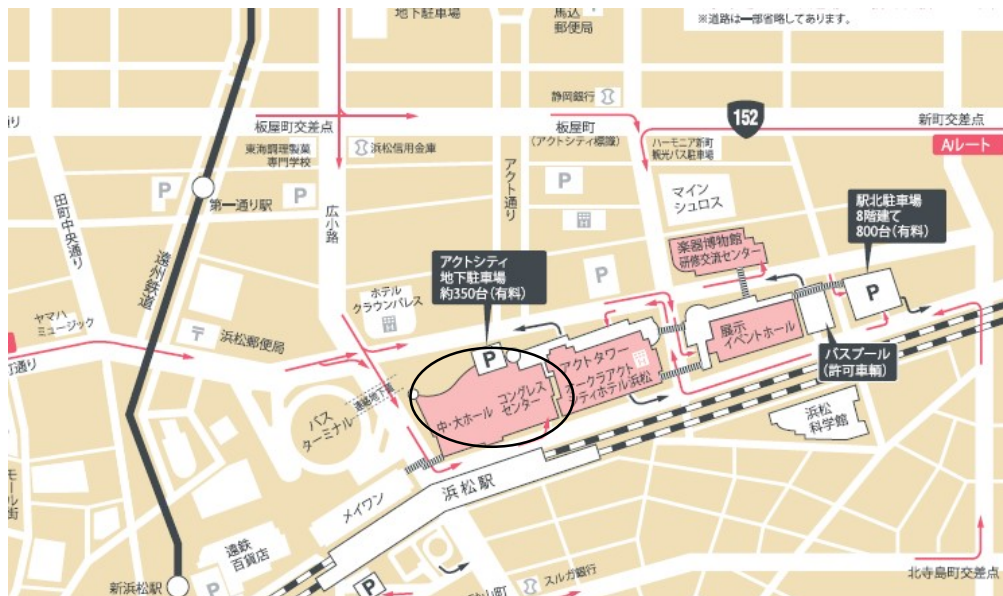 地下駐車場
馬込
郵便局
※道路は一部省略してあります。
静岡銀行
152
新町交差点
Aルート
板屋町交差点
板屋町
(アクトシティ標識)
ハーモニア新町
観光バス駐車場
東海調理製菓
専門学校
浜松信用金庫
P
P
P
第一通り駅
田町中央通り
遠州鉄道
広小路
アクト通り
マイン
シュロス
駅北駐車場
8階建て
800台(有料)
P
楽器博物館
研修交流センター
アクトシティ
地下駐車場
約350台(有料)
P
P
ホテル
クラウンパレス
ヤマハ
ミュージック
浜松郵便局
展示
イベントホール
バスプール
(許可車輌)
アクトタワー
オークラアクト
シティホテル浜松
コングレス
センター
中・大ホール
連絡地下道
バス
ターミナル
浜松
科学館
浜松駅
メイワン
遠鉄
百貨店
モール街
新浜松駅
P
P
スルガ銀行
北寺島町交差点